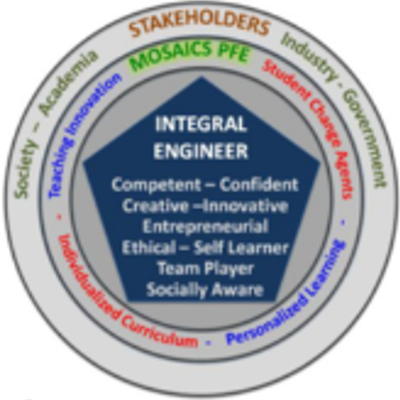 STAKEHOLDERS
Society – Academia
Industry - Government
MOSAICS PFE
Teaching Innovation
Student Change Agents
- Individualized Curriculum -
Personalized Learning -
INTEGRAL
ENGINEER
Competent – Confident
Creative –Innovative
Entrepreneurial
Ethical – Self Learner
Team Player
Socially Aware